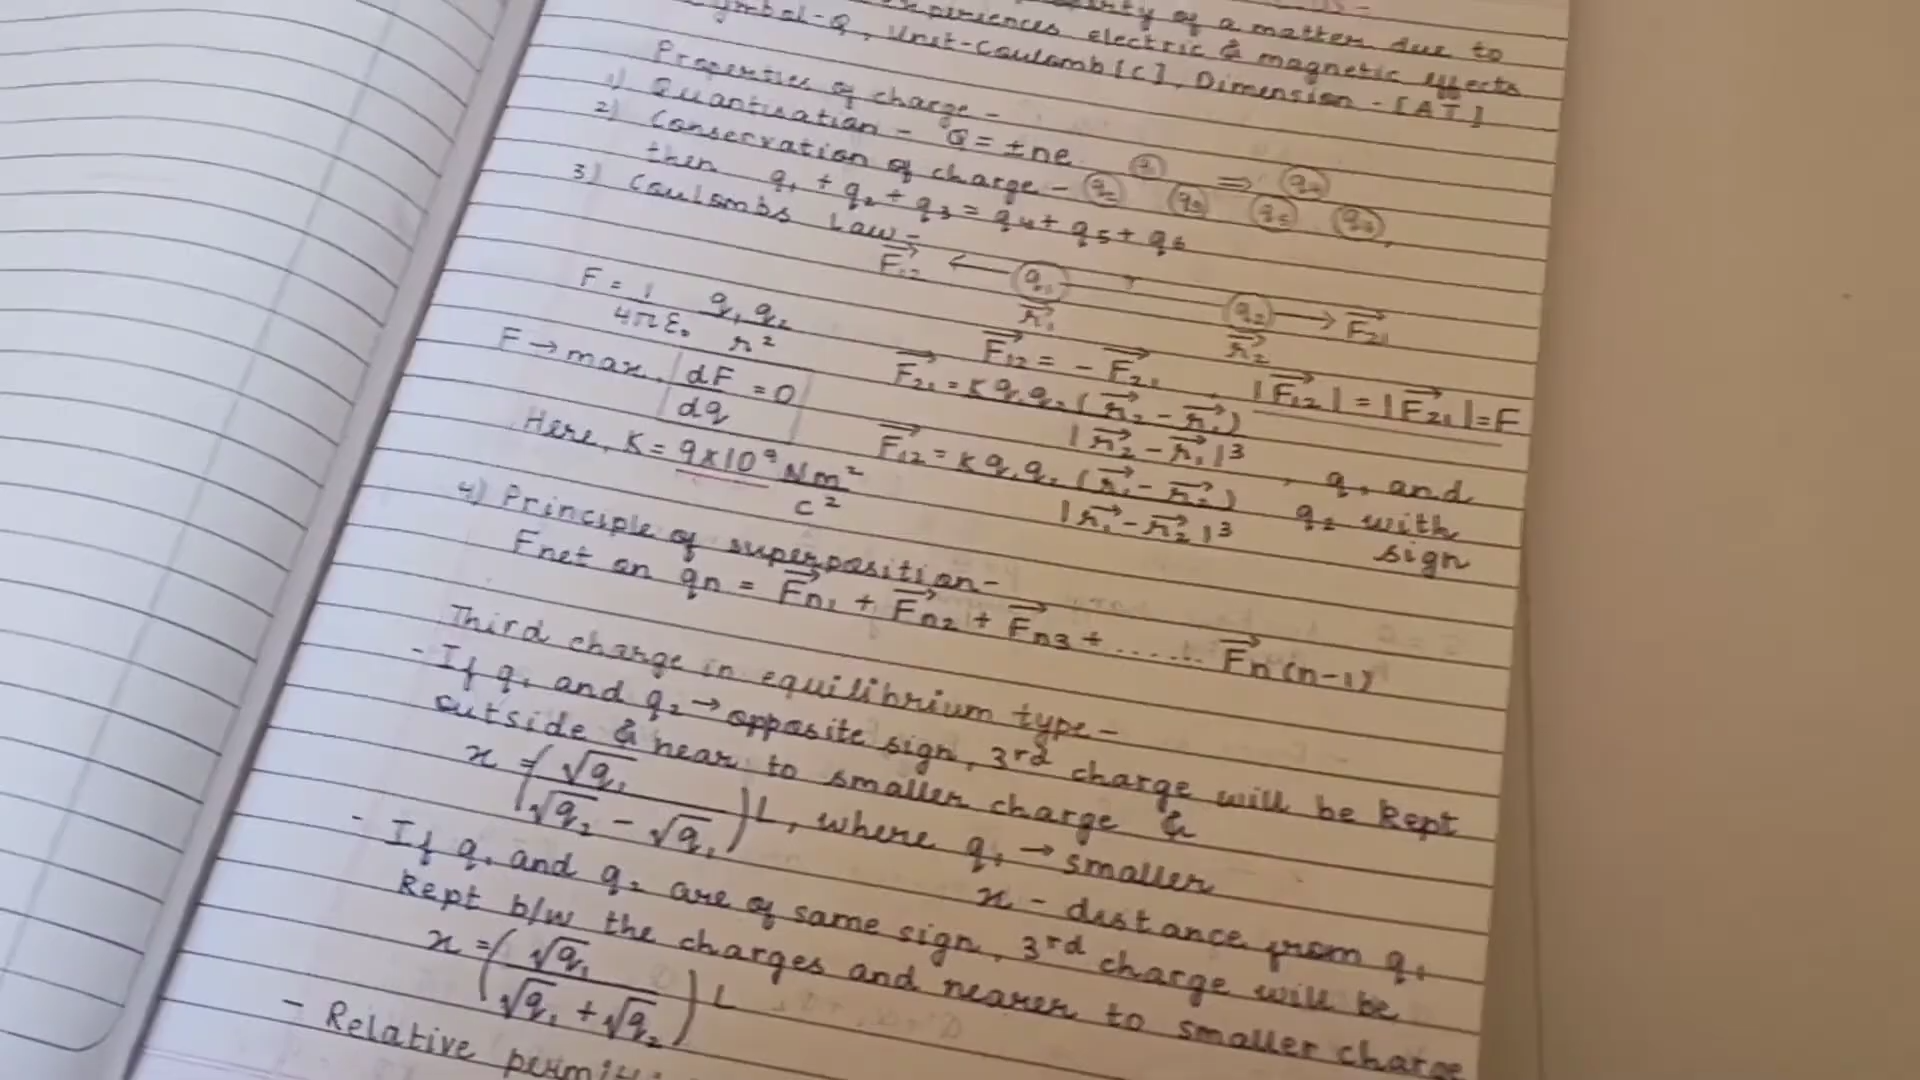 of a matter due to
experiences electric & magnetic effects
Symbol-Q, Unit-Coulomb [C], Dimension - [AT]
Properties of charge -
1) Quantisation - Q = ±ne
2) Conservation of charge - q2 ⇒ q4 q3 q5
then q1 + q2 + q3 = q4 + q5 + q6
3) Coulombs Law -
F12 ← q1 r q2 → F21
r1 r2
F = 1/4πε0 q1q2/r²
F12 = - F21, |F12| = |F21| = F
F → max, dF/dq = 0
F21 = K q1q2 (r2 - r1) / |r2 - r1|³
Here, K = 9×10⁹ Nm²/C²
F12 = K q1q2 (r1 - r2) / |r1 - r2|³, q1 and
q2 with
sign
4) Principle of superposition -
Fnet on qn = Fn1 + Fn2 + Fn3 + ...... Fn(n-1)
Third charge in equilibrium type -
- If q1 and q2 → opposite sign, 3rd charge will be kept
outside & near to smaller charge &
x = (√q1 / √q2 - √q1) L, where q1 → smaller
x - distance from q1
- If q1 and q2 are of same sign, 3rd charge will be
kept b/w the charges and nearer to smaller charge
x = (√q1 / √q1 + √q2) L
- Relative